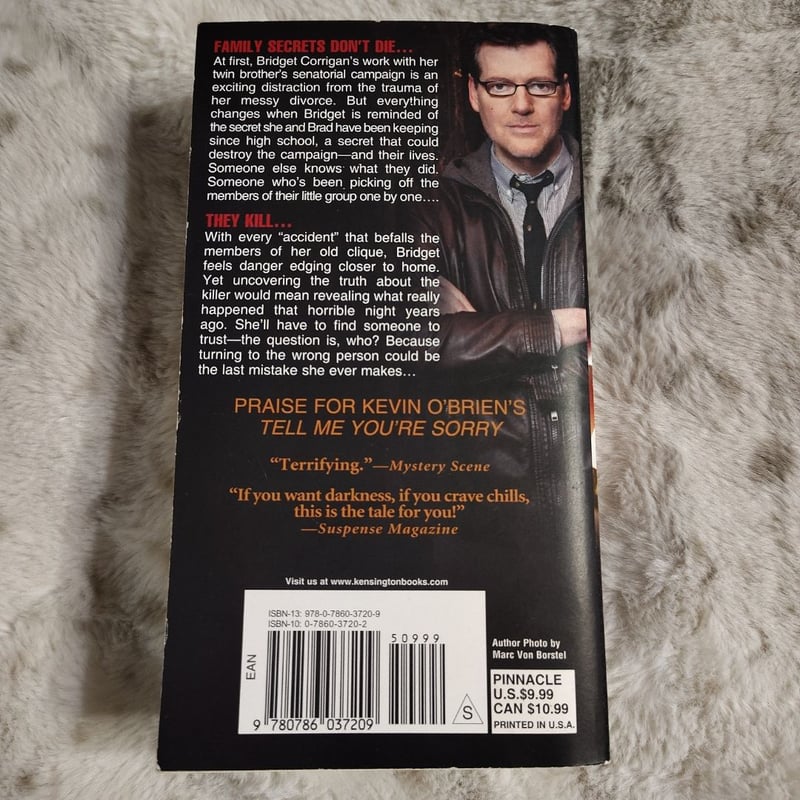 FAMILY SECRETS DON'T DIE...
At first, Bridget Corrigan's work with her
twin brother's senatorial campaign is an
exciting distraction from the trauma of
her messy divorce. But everything
changes when Bridget is reminded of
the secret she and Brad have been keeping
since high school, a secret that could
destroy the campaign—and their lives.
Someone else knows what they did.
Someone who's been picking off the
members of their little group one by one....
THEY KILL...
With every “accident” that befalls the
members of her old clique, Bridget
feels danger edging closer to home.
Yet uncovering the truth about the
killer would mean revealing what really
happened that horrible night years
ago. She'll have to find someone to
trust—the question is, who? Because
turning to the wrong person could be
the last mistake she ever makes...
PRAISE FOR KEVIN O'BRIEN'S
TELL ME YOU'RE SORRY
“Terrifying.”—Mystery Scene
“If you want darkness, if you crave chills,
this is the tale for you!”
—Suspense Magazine
Visit us at www.kensingtonbooks.com
ISBN-13: 978-0-7860-3720-9
ISBN-10: 0-7860-3720-2
50999
EAN
S
9 780786 037209
Author Photo by
Marc Von Borstel
PINNACLE
U.S.$9.99
CAN $10.99
PRINTED IN U.S.A.